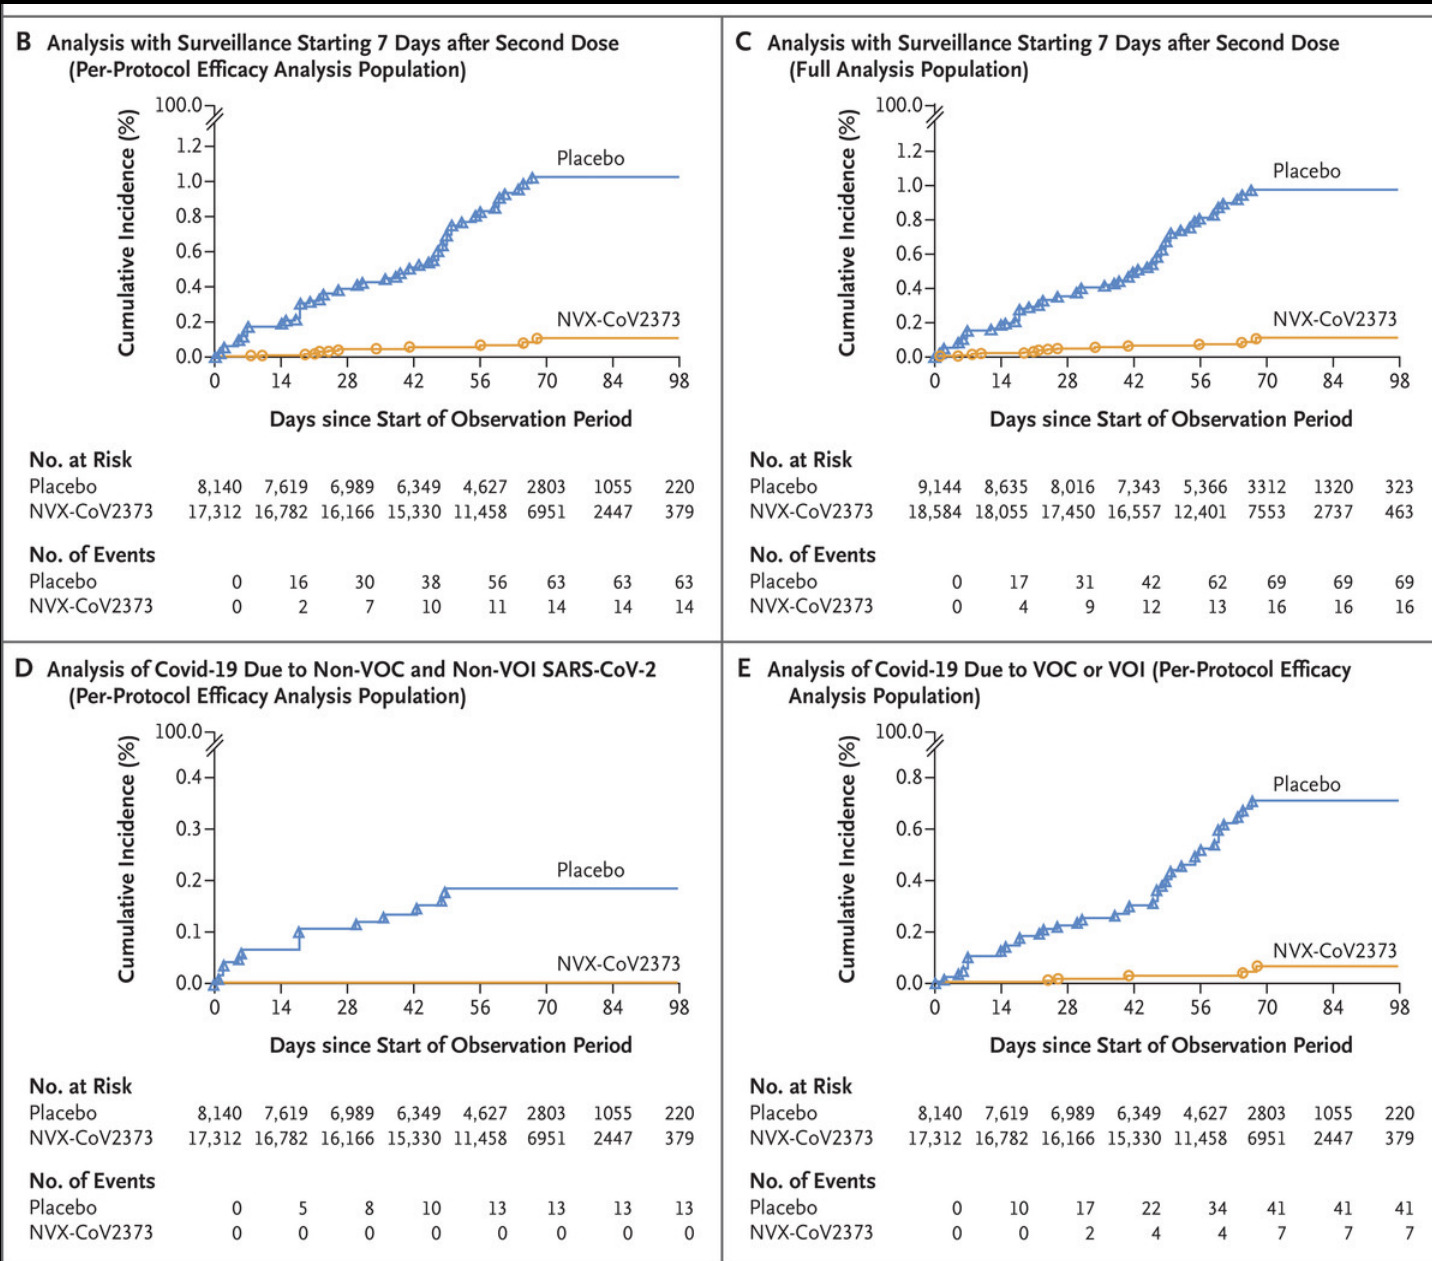 B Analysis with Surveillance Starting 7 Days after Second Dose
(Per-Protocol Efficacy Analysis Population)
Cumulative Incidence (%)
100.0
1.2
1.0
0.8
0.6
0.4
0.2
0.0
Placebo
NVX-CoV2373
0 14 28 42 56 70 84 98
Days since Start of Observation Period
No. at Risk
Placebo 8,140 7,619 6,989 6,349 4,627 2803 1055 220
NVX-CoV2373 17,312 16,782 16,166 15,330 11,458 6951 2447 379
No. of Events
Placebo 0 16 30 38 56 63 63 63
NVX-CoV2373 0 2 7 10 11 14 14 14
C Analysis with Surveillance Starting 7 Days after Second Dose
(Full Analysis Population)
Cumulative Incidence (%)
100.0
1.2
1.0
0.8
0.6
0.4
0.2
0.0
Placebo
NVX-CoV2373
0 14 28 42 56 70 84 98
Days since Start of Observation Period
No. at Risk
Placebo 9,144 8,635 8,016 7,343 5,366 3312 1320 323
NVX-CoV2373 18,584 18,055 17,450 16,557 12,401 7553 2737 463
No. of Events
Placebo 0 17 31 42 62 69 69 69
NVX-CoV2373 0 4 9 12 13 16 16 16
D Analysis of Covid-19 Due to Non-VOC and Non-VOI SARS-CoV-2
(Per-Protocol Efficacy Analysis Population)
Cumulative Incidence (%)
100.0
0.4
0.3
0.2
0.1
0.0
Placebo
NVX-CoV2373
0 14 28 42 56 70 84 98
Days since Start of Observation Period
No. at Risk
Placebo 8,140 7,619 6,989 6,349 4,627 2803 1055 220
NVX-CoV2373 17,312 16,782 16,166 15,330 11,458 6951 2447 379
No. of Events
Placebo 0 5 8 10 13 13 13 13
NVX-CoV2373 0 0 0 0 0 0 0 0
E Analysis of Covid-19 Due to VOC or VOI (Per-Protocol Efficacy
Analysis Population)
Cumulative Incidence (%)
100.0
0.8
0.6
0.4
0.2
0.0
Placebo
NVX-CoV2373
0 14 28 42 56 70 84 98
Days since Start of Observation Period
No. at Risk
Placebo 8,140 7,619 6,989 6,349 4,627 2803 1055 220
NVX-CoV2373 17,312 16,782 16,166 15,330 11,458 6951 2447 379
No. of Events
Placebo 0 10 17 22 34 41 41 41
NVX-CoV2373 0 0 2 4 4 7 7 7